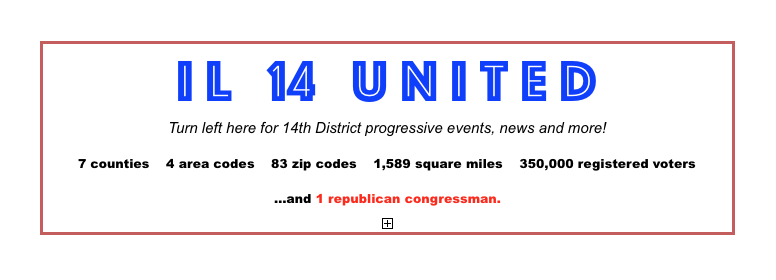 IL 14 UNITED
Turn left here for 14th District progressive events, news and more!
7 counties 4 area codes 83 zip codes 1,589 square miles 350,000 registered voters
...and 1 republican congressman.